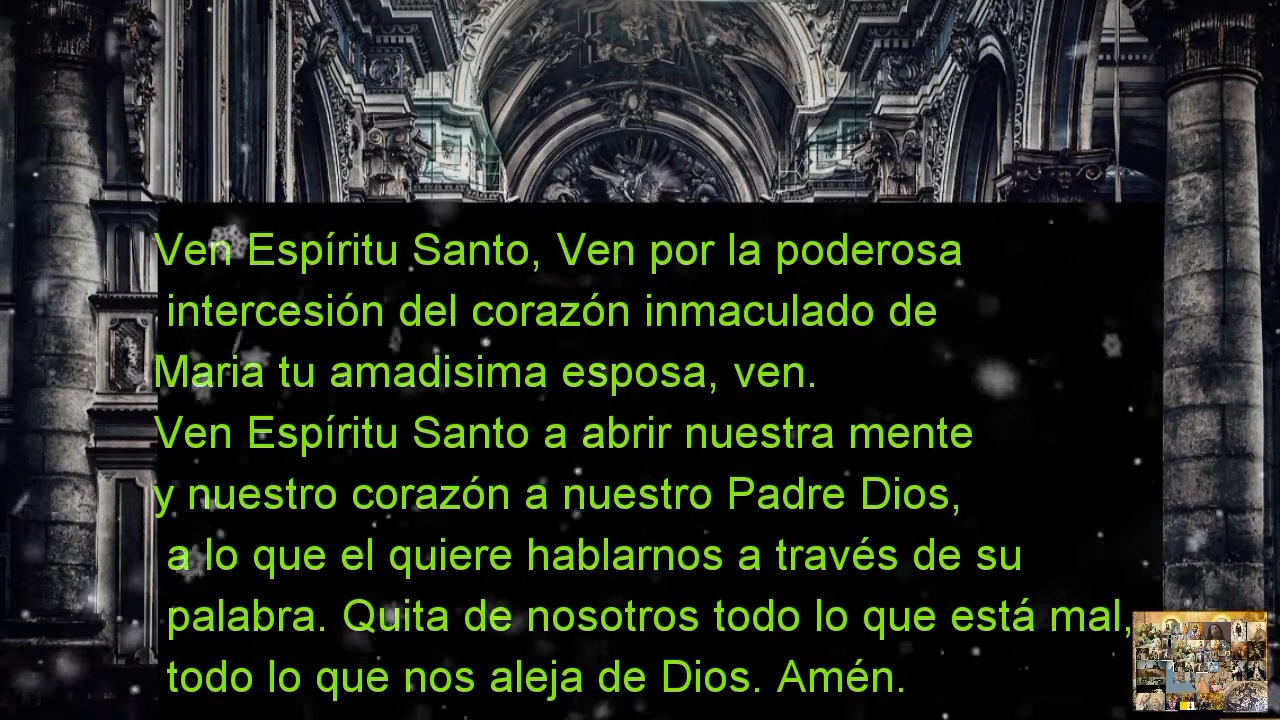 Ven Espíritu Santo, Ven por la poderosa
intercesión del corazón inmaculado de
Maria tu amadisima esposa, ven.
Ven Espíritu Santo a abrir nuestra mente
y nuestro corazón a nuestro Padre Dios,
a lo que el quiere hablarnos a través de su
palabra. Quita de nosotros todo lo que está mal,
todo lo que nos aleja de Dios. Amén.